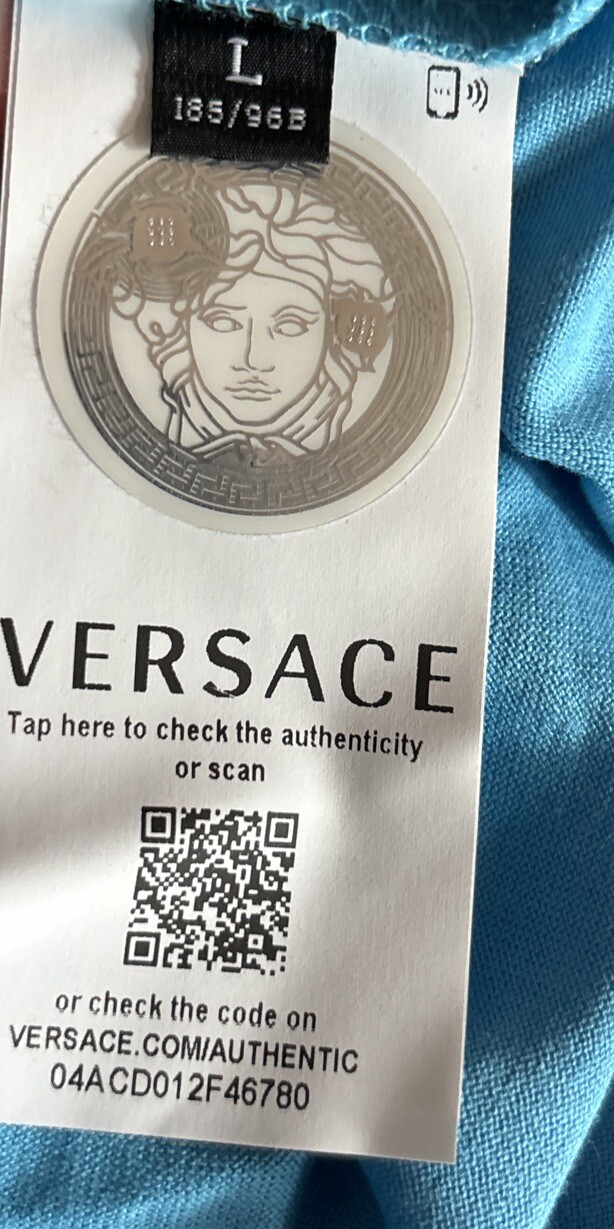 L
185/96B
VERSACE
Tap here to check the authenticity
or scan
or check the code on
VERSACE.COM/AUTHENTIC
04ACD012F46780